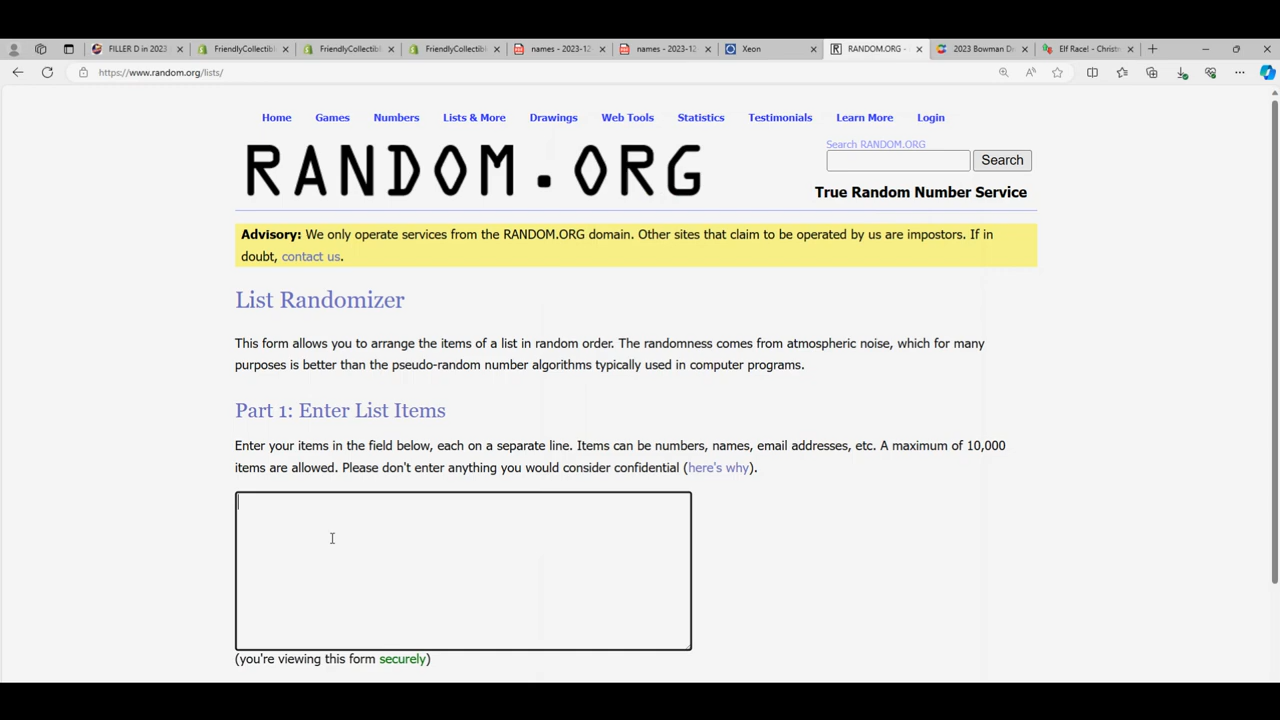 FILLER D in 2023
FriendlyCollectib
FriendlyCollectibl
FriendlyCollectib
names - 2023-12
names - 2023-12
Xeon
RANDOM.ORG -
2023 Bowman Dr
Elf Race! - Christm
https://www.random.org/lists/
Home Games Numbers Lists & More Drawings Web Tools Statistics Testimonials Learn More Login
RANDOM.ORG
Search RANDOM.ORG
Search
True Random Number Service
Advisory: We only operate services from the RANDOM.ORG domain. Other sites that claim to be operated by us are impostors. If in
doubt, contact us.
List Randomizer
This form allows you to arrange the items of a list in random order. The randomness comes from atmospheric noise, which for many
purposes is better than the pseudo-random number algorithms typically used in computer programs.
Part 1: Enter List Items
Enter your items in the field below, each on a separate line. Items can be numbers, names, email addresses, etc. A maximum of 10,000
items are allowed. Please don't enter anything you would consider confidential (here's why).
(you're viewing this form securely)